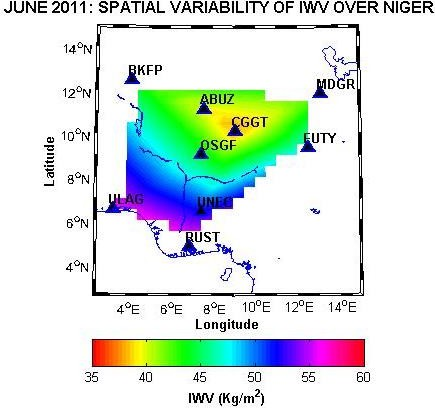 JUNE 2011: SPATIAL VARIABILITY OF IWV OVER NIGER
14°N
BKFP
MDGR
12°N
ABUZ
CGGT
10°N
OSGF
FUTY
Latitude
8°N
ULAG
UNEC
6°N
RUST
4°N
4°E 6°E 8°E 10°E 12°E 14°E
Longitude
35 40 45 50 55 60
IWV (Kg/m²)